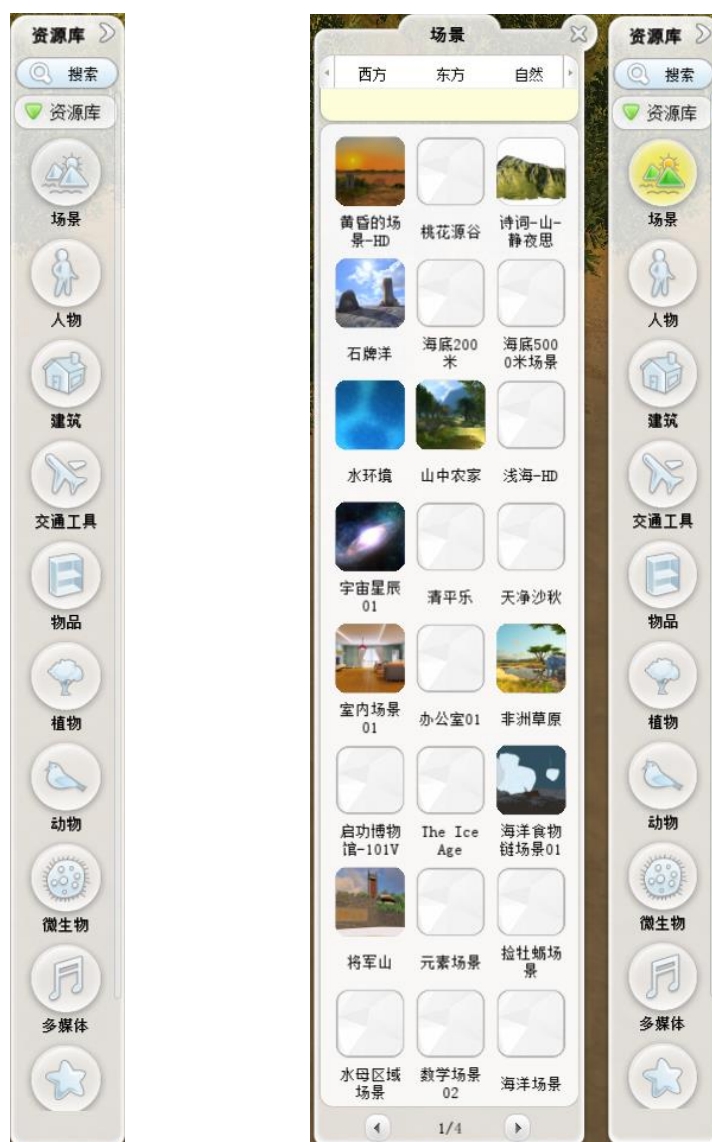 资源库
搜索
资源库
场景
人物
建筑
交通工具
物品
植物
动物
微生物
多媒体
场景
西方
东方
自然
黄昏的场
景-HD
桃花源谷
诗词-山-
静夜思
石牌洋
海底200
米
海底500
0米场景
水环境
山中农家
浅海-HD
宇宙星辰
01
清平乐
天净沙秋
室内场景
01
办公室01
非洲草原
启功博物
馆-101V
The Ice
Age
海洋食物
链场景01
将军山
元素场景
捡牡蛎场
景
水母区域
场景
数学场景
02
海洋场景
1/4
资源库
搜索
资源库
场景
人物
建筑
交通工具
物品
植物
动物
微生物
多媒体